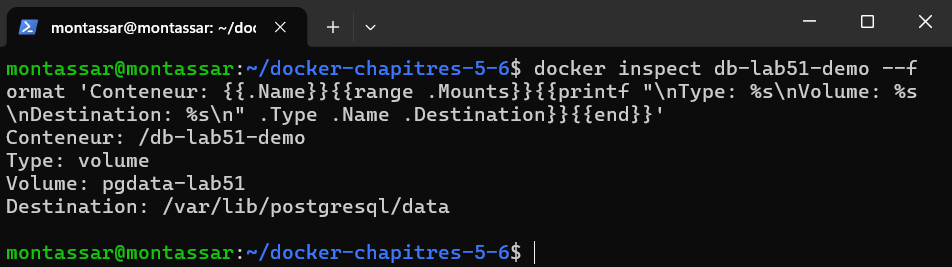 montassar@montassar: ~/doc
montassar@montassar:~/docker-chapitres-5-6$ docker inspect db-lab51-demo --f
ormat 'Conteneur: {{.Name}}{{range .Mounts}}{{printf "\nType: %s\nVolume: %s
\nDestination: %s\n" .Type .Name .Destination}}{{end}}'
Conteneur: /db-lab51-demo
Type: volume
Volume: pgdata-lab51
Destination: /var/lib/postgresql/data
montassar@montassar:~/docker-chapitres-5-6$